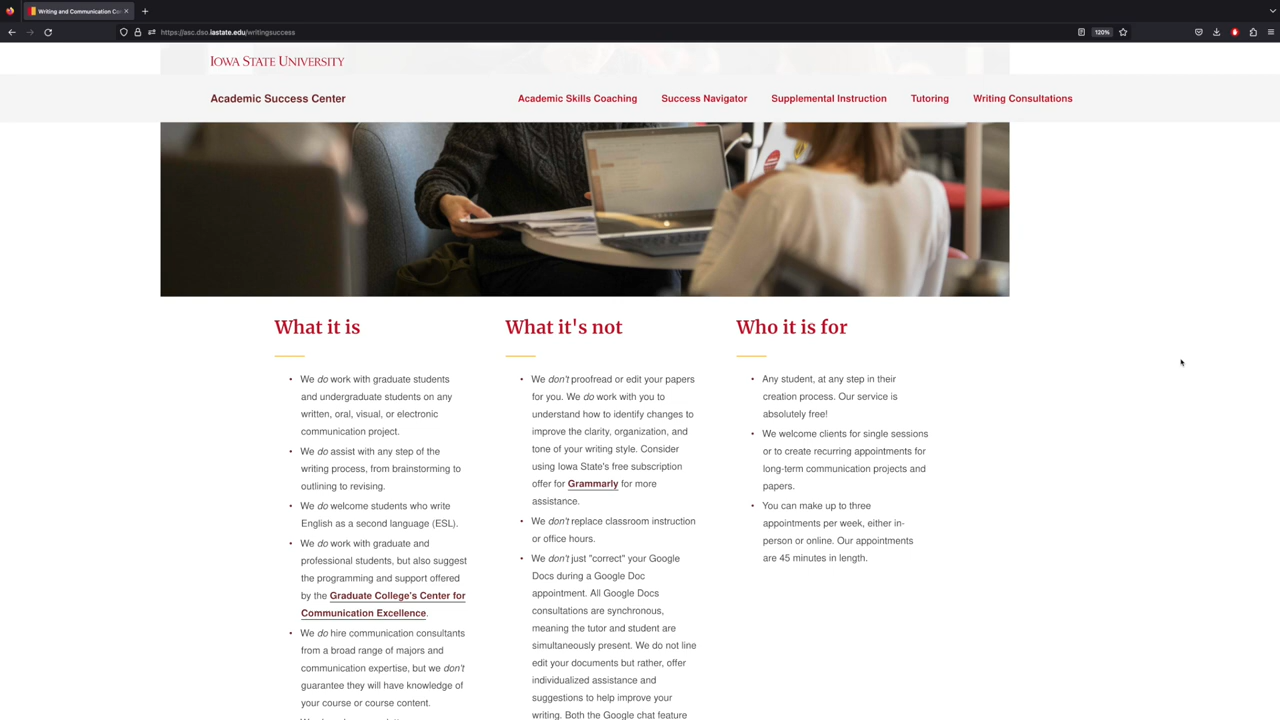 Writing and Communication Cen
https://asc.dso.iastate.edu/writingsuccess
120%
IOWA STATE UNIVERSITY
Academic Success Center
Academic Skills Coaching
Success Navigator
Supplemental Instruction
Tutoring
Writing Consultations
What it is
• We do work with graduate students
and undergraduate students on any
written, oral, visual, or electronic
communication project.
• We do assist with any step of the
writing process, from brainstorming to
outlining to revising.
• We do welcome students who write
English as a second language (ESL).
• We do work with graduate and
professional students, but also suggest
the programming and support offered
by the Graduate College's Center for
Communication Excellence.
• We do hire communication consultants
from a broad range of majors and
communication expertise, but we don't
guarantee they will have knowledge of
your course or course content.
What it's not
• We don't proofread or edit your papers
for you. We do work with you to
understand how to identify changes to
improve the clarity, organization, and
tone of your writing style. Consider
using Iowa State's free subscription
offer for Grammarly for more
assistance.
• We don't replace classroom instruction
or office hours.
• We don't just "correct" your Google
Docs during a Google Doc
appointment. All Google Docs
consultations are synchronous,
meaning the tutor and student are
simultaneously present. We do not line
edit your documents but rather, offer
individualized assistance and
suggestions to help improve your
writing. Both the Google chat feature
Who it is for
• Any student, at any step in their
creation process. Our service is
absolutely free!
• We welcome clients for single sessions
or to create recurring appointments for
long-term communication projects and
papers.
• You can make up to three
appointments per week, either in-
person or online. Our appointments
are 45 minutes in length.